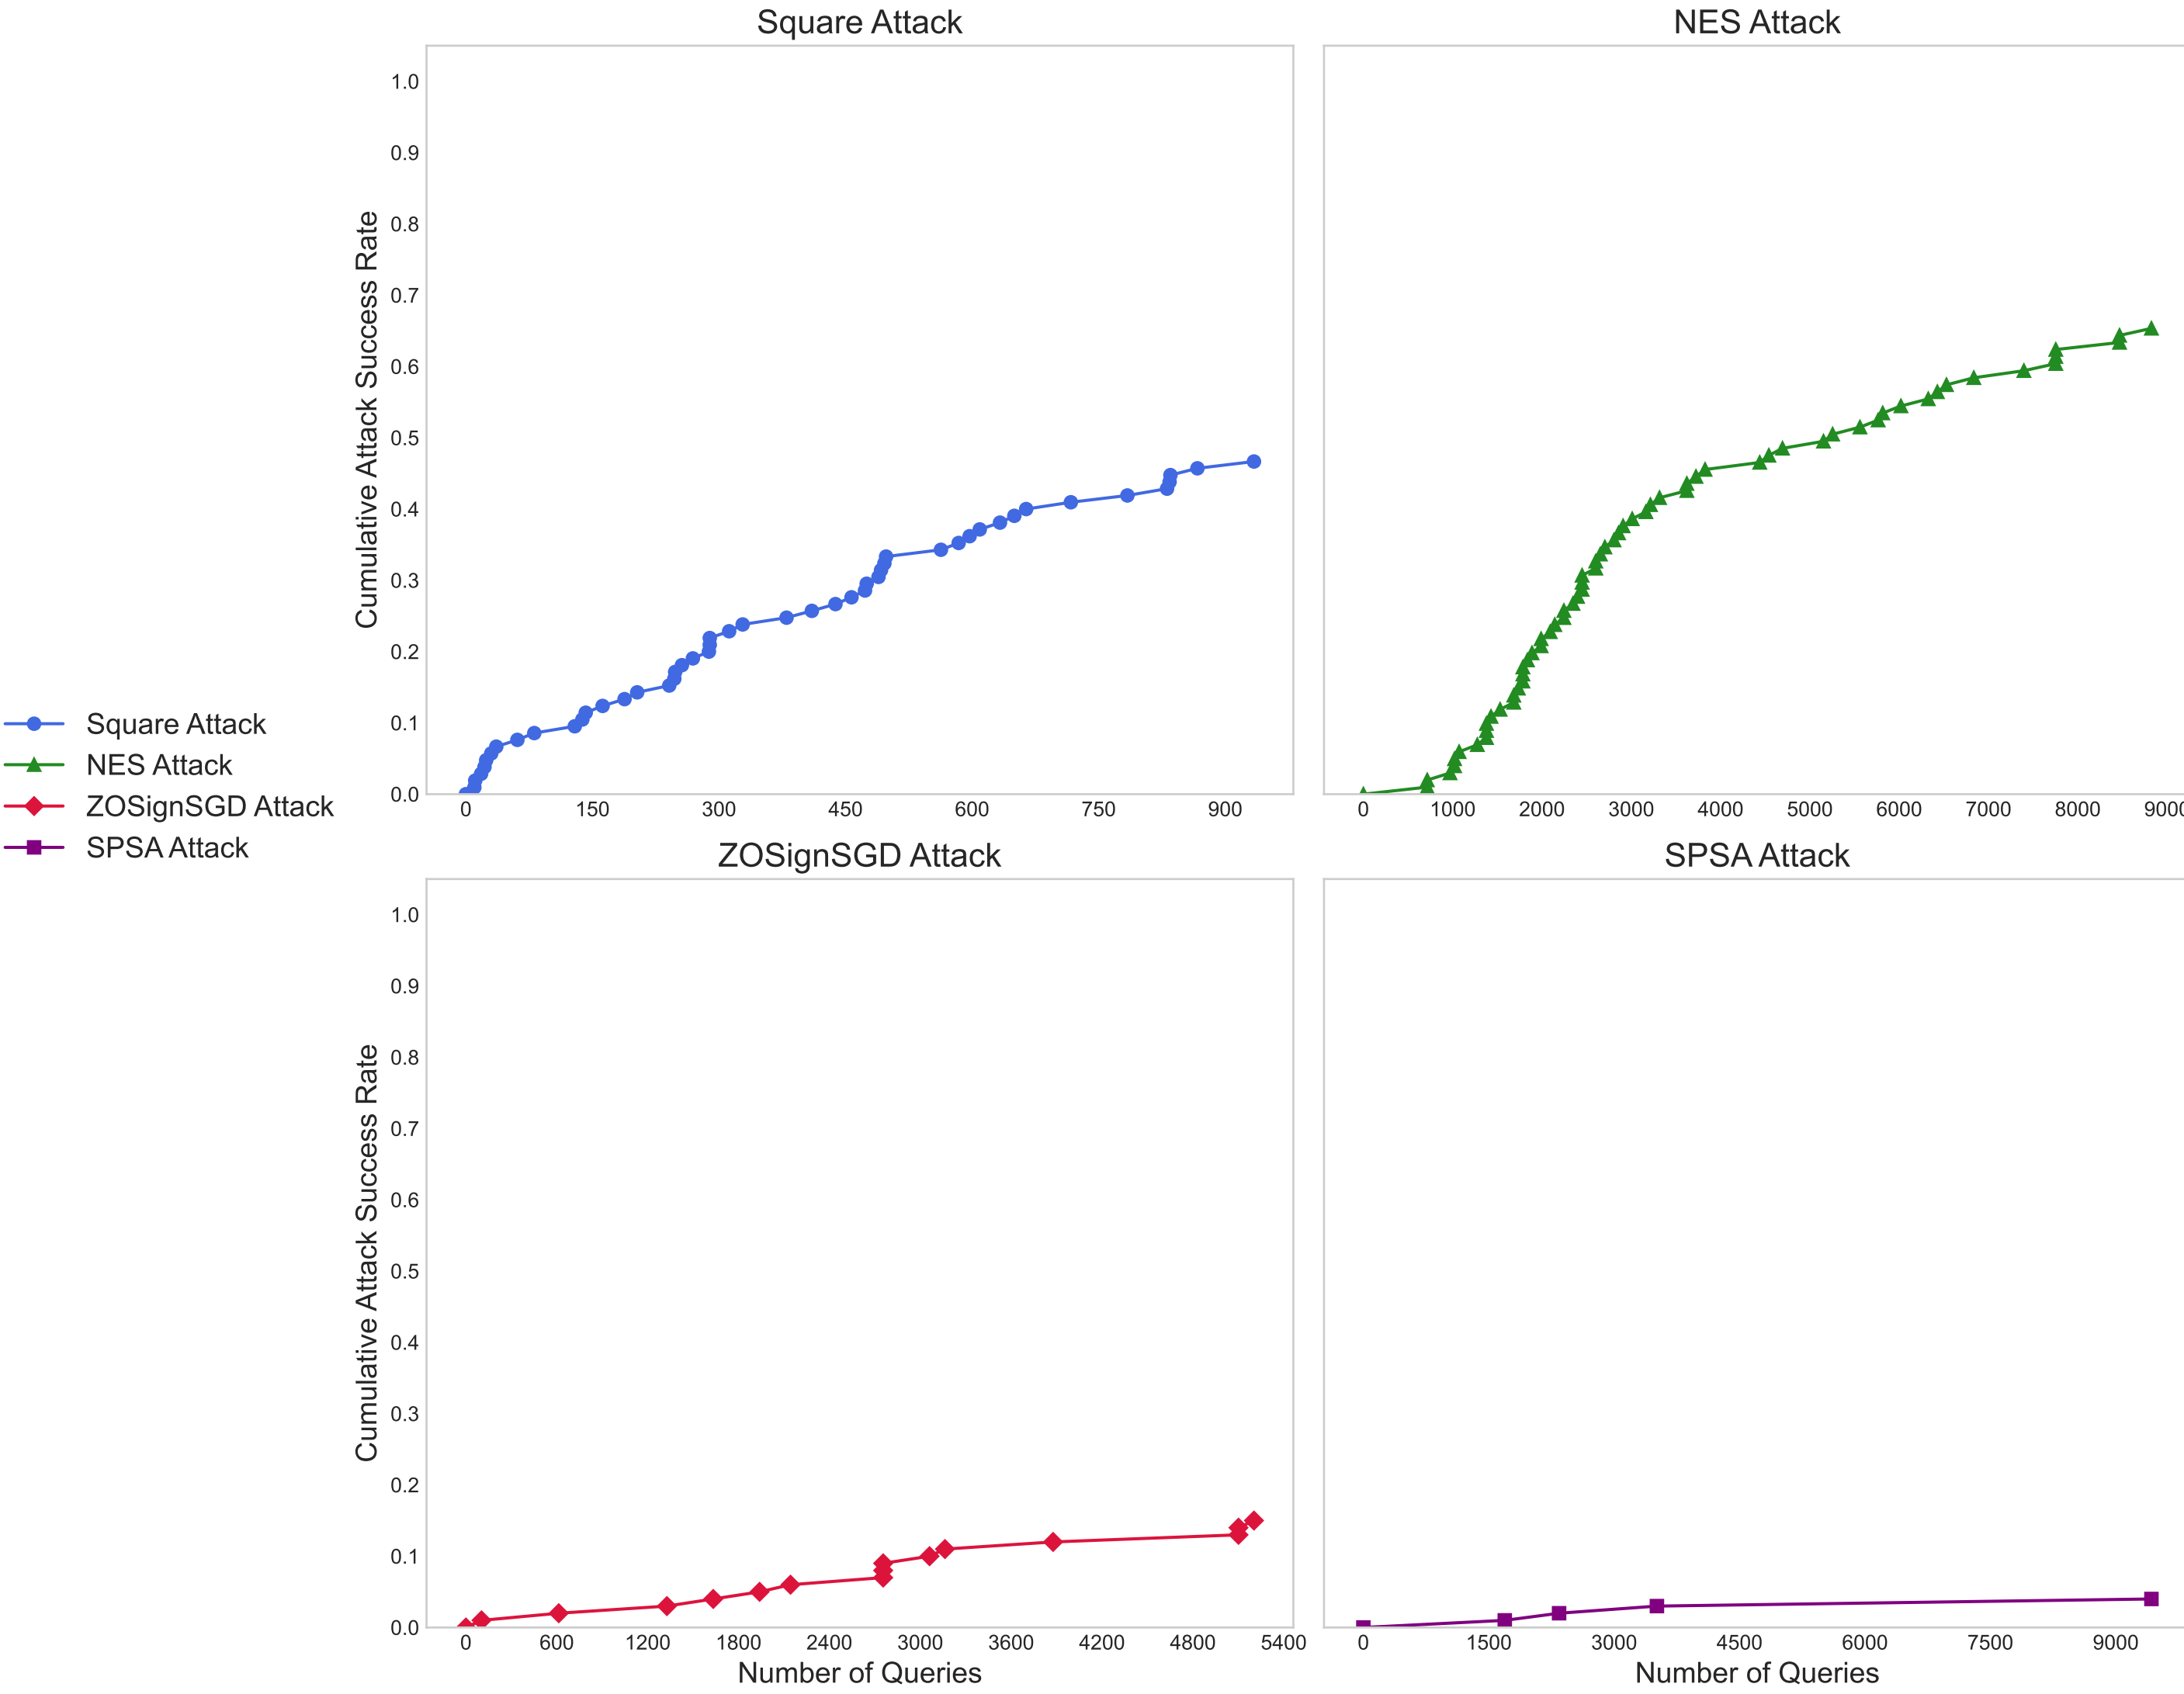 Square Attack
NES Attack
ZOSignSGD Attack
SPSA Attack
Square Attack
Cumulative Attack Success Rate
1.0
0.9
0.8
0.7
0.6
0.5
0.4
0.3
0.2
0.1
0.0
0 150 300 450 600 750 900
NES Attack
0 1000 2000 3000 4000 5000 6000 7000 8000 9000
ZOSignSGD Attack
Cumulative Attack Success Rate
1.0
0.9
0.8
0.7
0.6
0.5
0.4
0.3
0.2
0.1
0.0
0 600 1200 1800 2400 3000 3600 4200 4800 5400
Number of Queries
SPSA Attack
0 1500 3000 4500 6000 7500 9000
Number of Queries